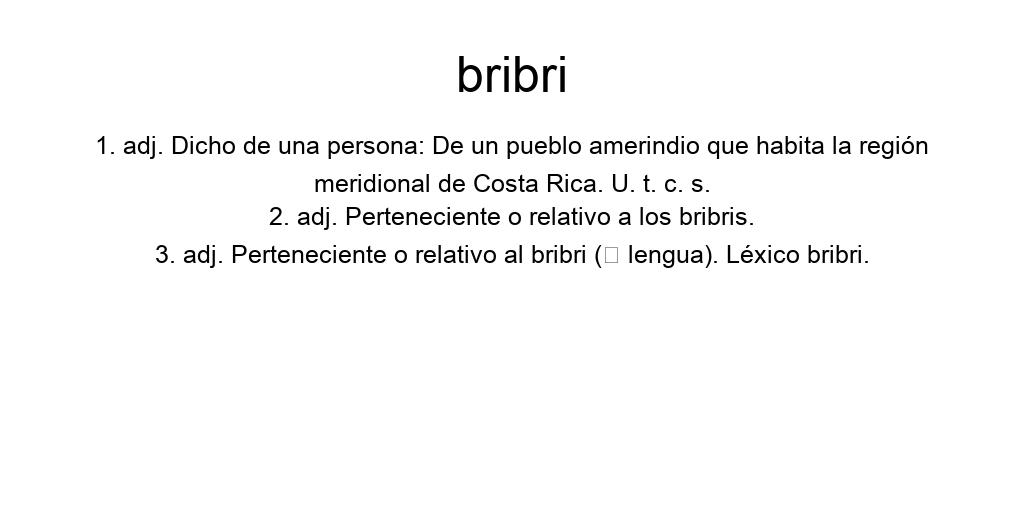 bribri
1. adj. Dicho de una persona: De un pueblo amerindio que habita la región
meridional de Costa Rica. U. t. c. s.
2. adj. Perteneciente o relativo a los bribris.
3. adj. Perteneciente o relativo al bribri (□ lengua). Léxico bribri.